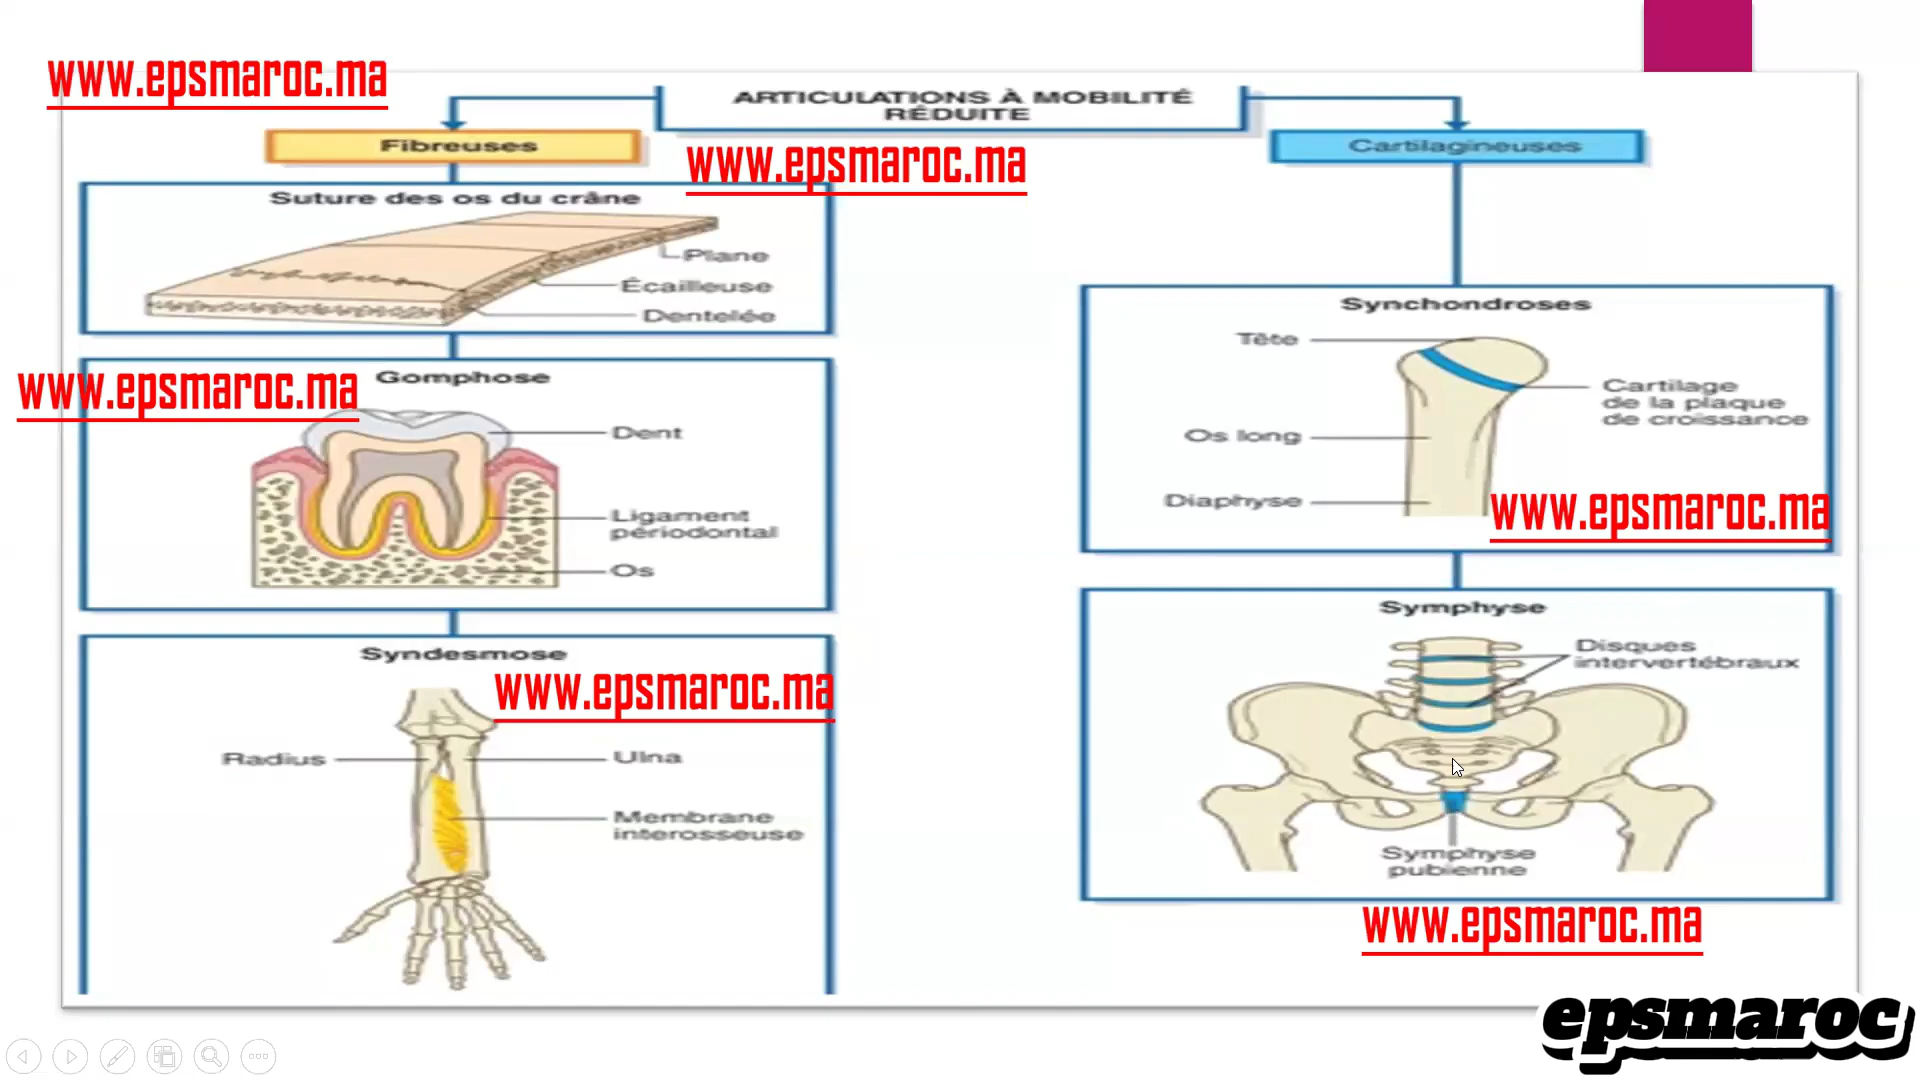 www.epsmaroc.ma
ARTICULATIONS À MOBILITÉ
RÉDUITE
Fibreuses
Cartilagineuses
www.epsmaroc.ma
Suture des os du crâne
Plane
Écailleuse
Dentelée
www.epsmaroc.ma
Gomphose
Dent
Ligament
périodontal
Os
Syndesmose
www.epsmaroc.ma
Radius
Ulna
Membrane
interosseuse
Synchondroses
Tête
Cartilage
de la plaque
de croissance
Os long
Diaphyse
www.epsmaroc.ma
Symphyse
Disques
intervertébraux
Symphyse
pubienne
www.epsmaroc.ma
epsmaroc